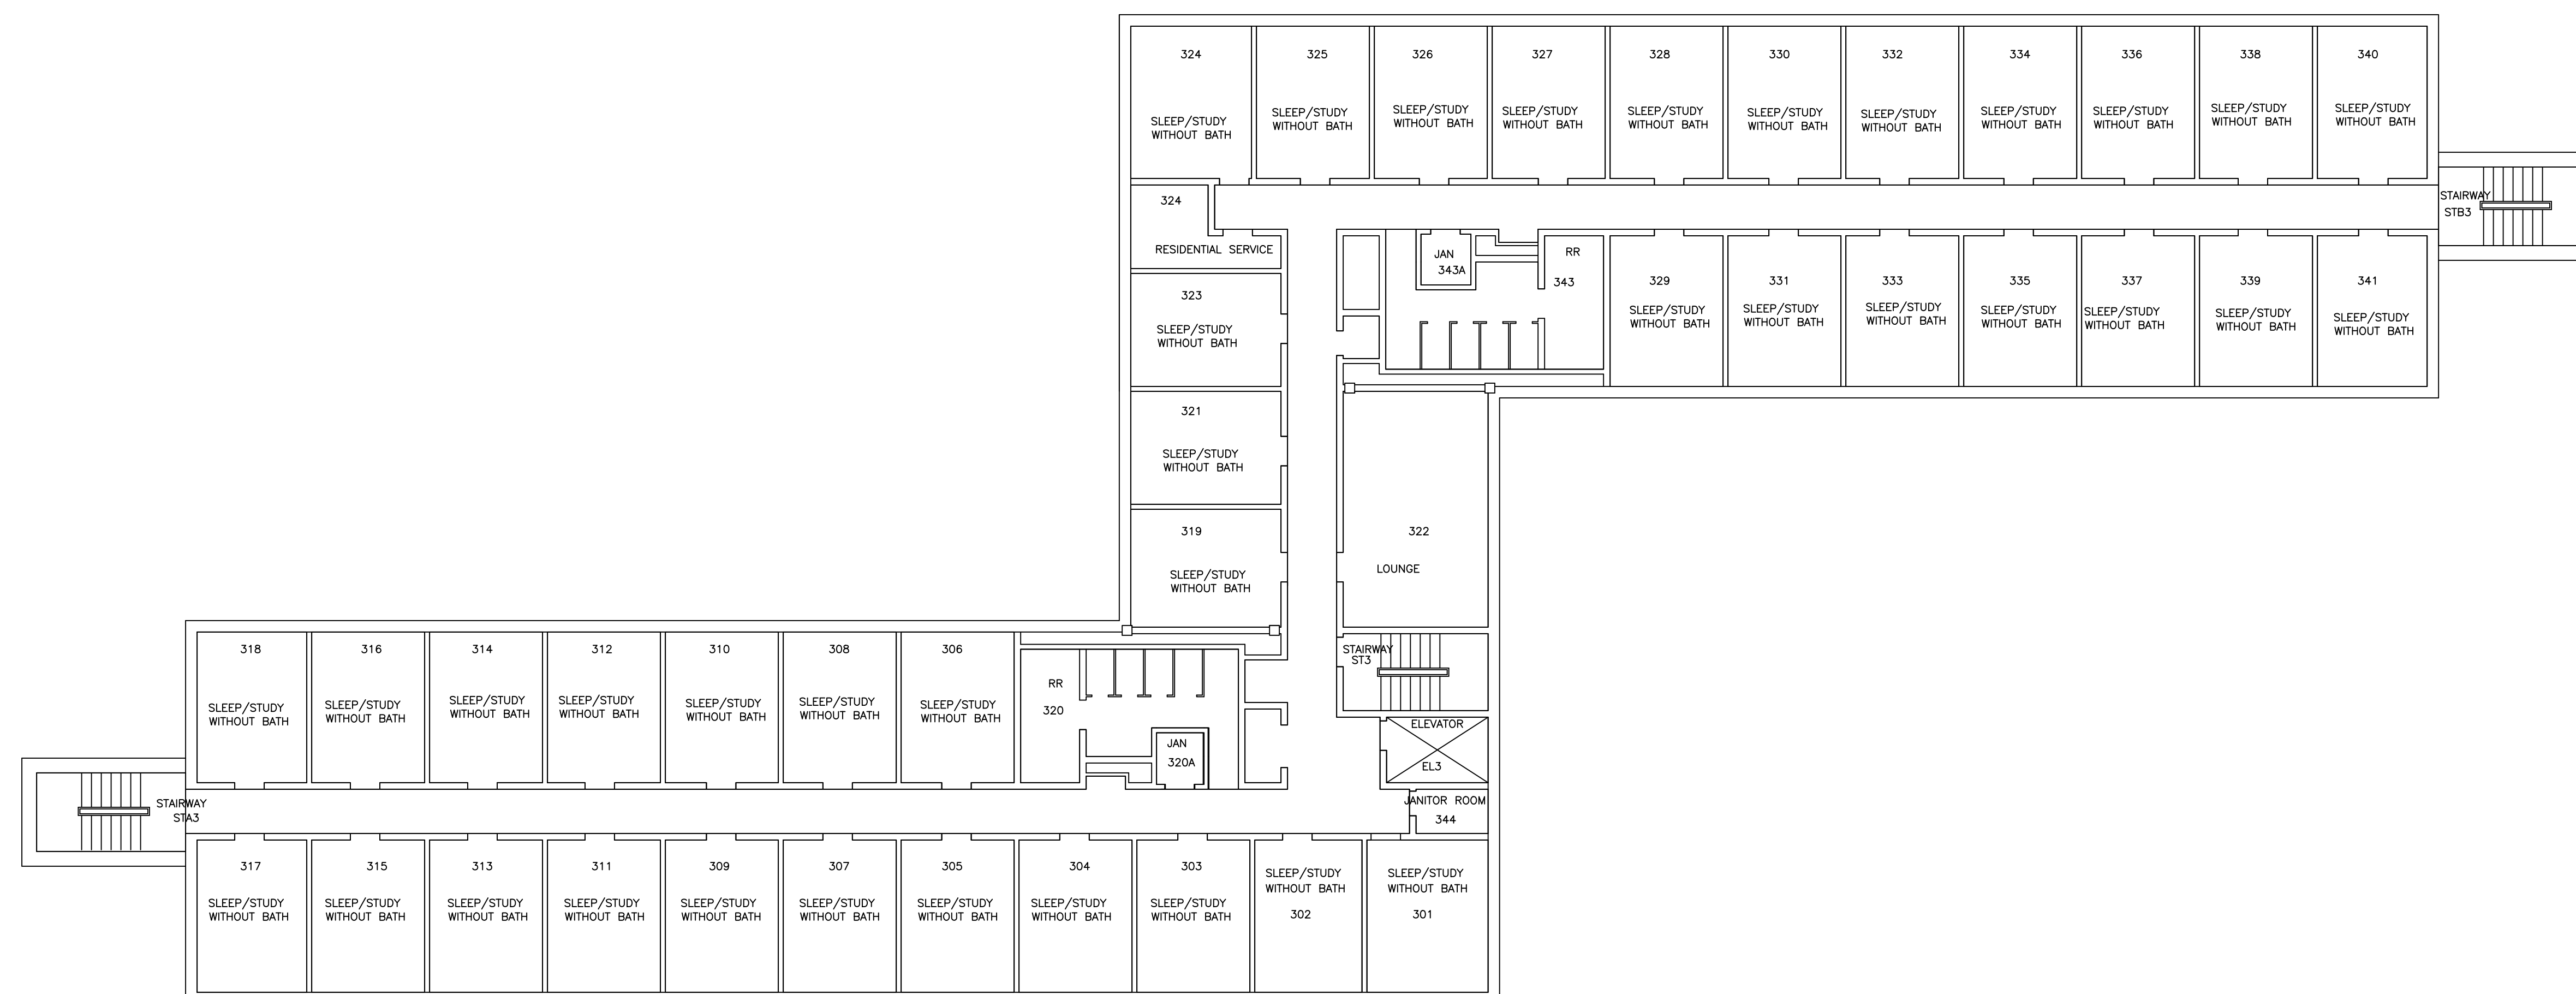 324
325
326
327
328
330
332
334
336
338
340
SLEEP/STUDY
WITHOUT BATH
SLEEP/STUDY
WITHOUT BATH
SLEEP/STUDY
WITHOUT BATH
SLEEP/STUDY
WITHOUT BATH
SLEEP/STUDY
WITHOUT BATH
SLEEP/STUDY
WITHOUT BATH
SLEEP/STUDY
WITHOUT BATH
SLEEP/STUDY
WITHOUT BATH
SLEEP/STUDY
WITHOUT BATH
SLEEP/STUDY
WITHOUT BATH
SLEEP/STUDY
WITHOUT BATH
STAIRWAY
STB3
324
RESIDENTIAL SERVICE
JAN
343A
RR
343
329
SLEEP/STUDY
WITHOUT BATH
331
SLEEP/STUDY
WITHOUT BATH
333
SLEEP/STUDY
WITHOUT BATH
335
SLEEP/STUDY
WITHOUT BATH
337
SLEEP/STUDY
WITHOUT BATH
339
SLEEP/STUDY
WITHOUT BATH
341
SLEEP/STUDY
WITHOUT BATH
323
SLEEP/STUDY
WITHOUT BATH
321
SLEEP/STUDY
WITHOUT BATH
319
SLEEP/STUDY
WITHOUT BATH
322
LOUNGE
STAIRWAY
ST3
ELEVATOR
EL3
JANITOR ROOM
344
318
SLEEP/STUDY
WITHOUT BATH
316
SLEEP/STUDY
WITHOUT BATH
314
SLEEP/STUDY
WITHOUT BATH
312
SLEEP/STUDY
WITHOUT BATH
310
SLEEP/STUDY
WITHOUT BATH
308
SLEEP/STUDY
WITHOUT BATH
306
SLEEP/STUDY
WITHOUT BATH
RR
320
JAN
320A
STAIRWAY
STA3
317
SLEEP/STUDY
WITHOUT BATH
315
SLEEP/STUDY
WITHOUT BATH
313
SLEEP/STUDY
WITHOUT BATH
311
SLEEP/STUDY
WITHOUT BATH
309
SLEEP/STUDY
WITHOUT BATH
307
SLEEP/STUDY
WITHOUT BATH
305
SLEEP/STUDY
WITHOUT BATH
304
SLEEP/STUDY
WITHOUT BATH
303
SLEEP/STUDY
WITHOUT BATH
SLEEP/STUDY
WITHOUT BATH
302
SLEEP/STUDY
WITHOUT BATH
301